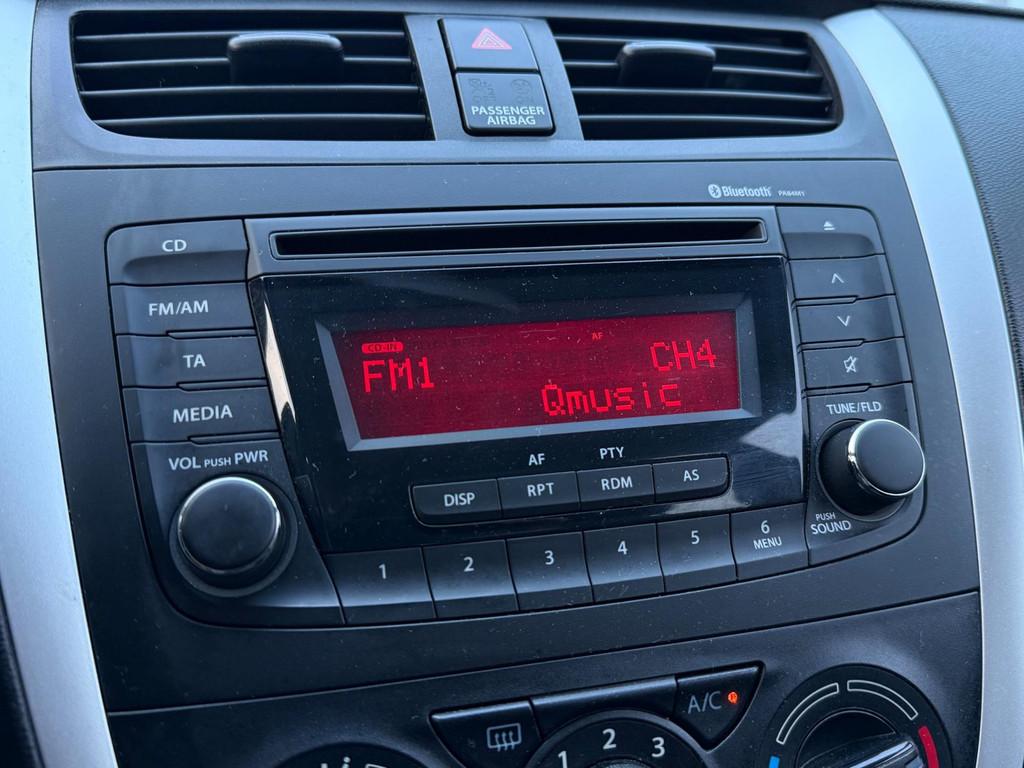 PASSENGER
AIRBAG
Bluetooth PA84M1
CD
FM/AM
TA
MEDIA
VOL PUSH PWR
CD-IN
AF
FM1 CH4
Qmusic
TUNE/FLD
PUSH
SOUND
AF PTY
DISP RPT RDM AS
1 2 3 4 5 6
MENU
A/C
1 2 3